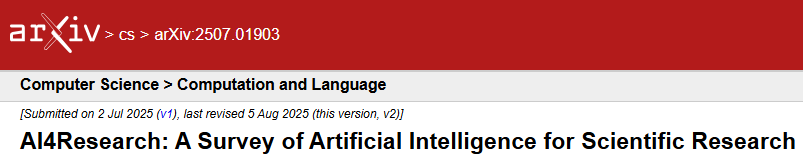 arXiv > cs > arXiv:2507.01903
Computer Science > Computation and Language
[Submitted on 2 Jul 2025 (v1), last revised 5 Aug 2025 (this version, v2)]
AI4Research: A Survey of Artificial Intelligence for Scientific Research